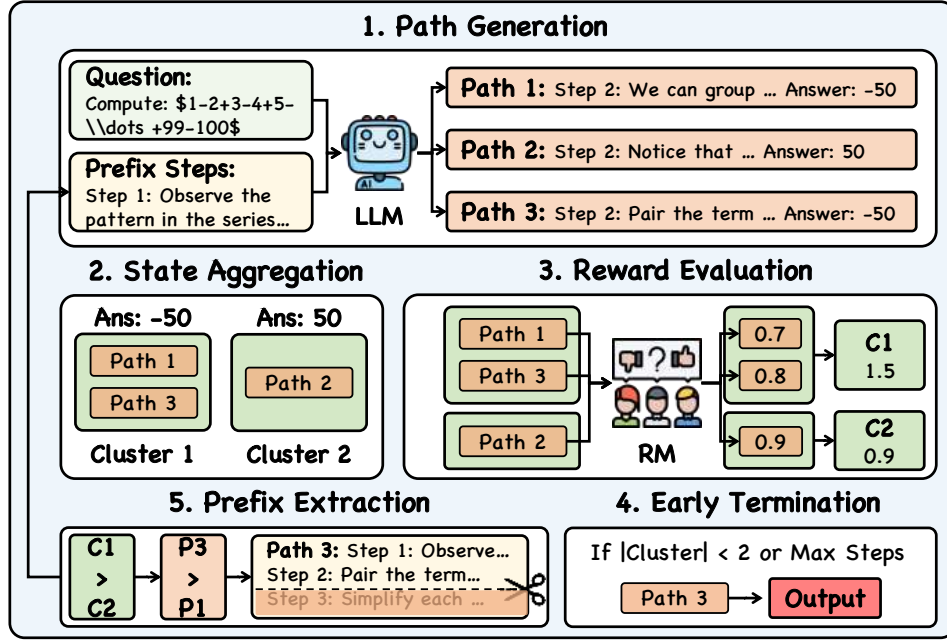 1. Path Generation
Question:
Compute: $1-2+3-4+5-
\\dots +99-100$
Prefix Steps:
Step 1: Observe the
pattern in the series...
AI
LLM
Path 1: Step 2: We can group ... Answer: -50
Path 2: Step 2: Notice that ... Answer: 50
Path 3: Step 2: Pair the term ... Answer: -50
2. State Aggregation
Ans: -50
Path 1
Path 3
Cluster 1
Ans: 50
Path 2
Cluster 2
3. Reward Evaluation
Path 1
Path 3
Path 2
?
RM
0.7
0.8
0.9
C1
1.5
C2
0.9
5. Prefix Extraction
C1
>
C2
P3
>
P1
Path 3: Step 1: Observe...
Step 2: Pair the term...
Step 3: Simplify each ...
4. Early Termination
If |Cluster| < 2 or Max Steps
Path 3
Output